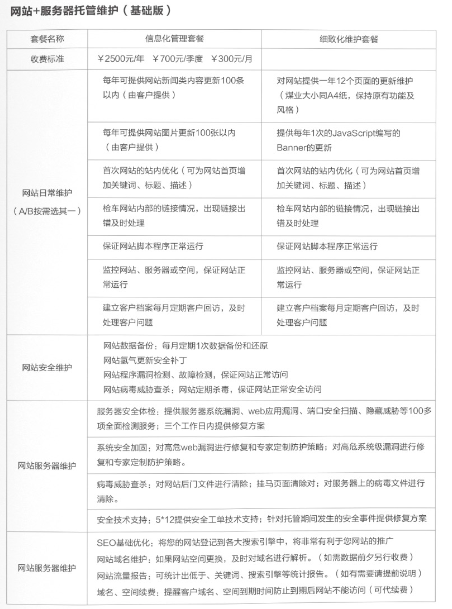 网站+服务器托管维护（基础版）
套餐名称 信息化管理套餐 细致化维护套餐
收费标准 ￥2500元/年 ￥700元/季度 ￥300元/月
网站日常维护
（A/B按需选其一）
每年可提供网站新闻类内容更新100条
以内（由客户提供）
对网站提供一年12个页面的更新维护
（煤业大小同A4纸，保持原有功能及
风格）
每年可提供网站图片更新100张以内
（由客户提供）
提供每年1次的JavaScript编写的
Banner的更新
首次网站的站内优化（可为网站首页增
加关键词、标题、描述）
首次网站的站内优化（可为网站首页增
加关键词、标题、描述）
检车网站内部的链接情况，出现链接出
错及时处理
检车网站内部的链接情况，出现链接出
错及时处理
保证网站脚本程序正常运行
保证网站脚本程序正常运行
监控网站、服务器或空间，保证网站正
常运行
监控网站、服务器或空间，保证网站正
常运行
建立客户档案每月定期客户回访，及时
处理客户问题
建立客户档案每月定期客户回访，及时
处理客户问题
网站安全维护
网站数据备份；每月定期1次数据备份和还原
网站氩气更新安全补丁
网站程序漏洞检测、故障检测，保证网站正常访问
网站病毒威胁查杀；网站定期杀毒，保证网站正常安全访问
网站服务器维护
服务器安全体检：提供服务器系统漏洞、web应用漏洞、端口安全扫描、隐藏威胁等100多
项全面检测服务；三个工作日内提供修复方案
系统安全加固；对高危web漏洞进行修复和专家定制防护策略；对高危系统级漏洞进行修
复和专家定制防护策略。
病毒威胁查杀；对网站后门文件进行清除；挂马页面清除对；对服务器上的病毒文件进行
清除。
安全技术支持；5*12提供安全工单技术支持；针对托管期间发生的安全事件提供修复方案
网站服务器维护
SEO基础优化；将您的网站登记到各大搜索引擎中，将非常有利于您网站的推广
网站域名维护；如果网站空间更换，及时对域名进行解析。（如需数据前夕另行收费）
网站流量报告；可统计出低于、关键词、搜索引擎等统计报告。（如有需要请提前说明）
域名、空间续费；提醒客户域名、空间到期时间防止到期后网站不能访问（可代续费）